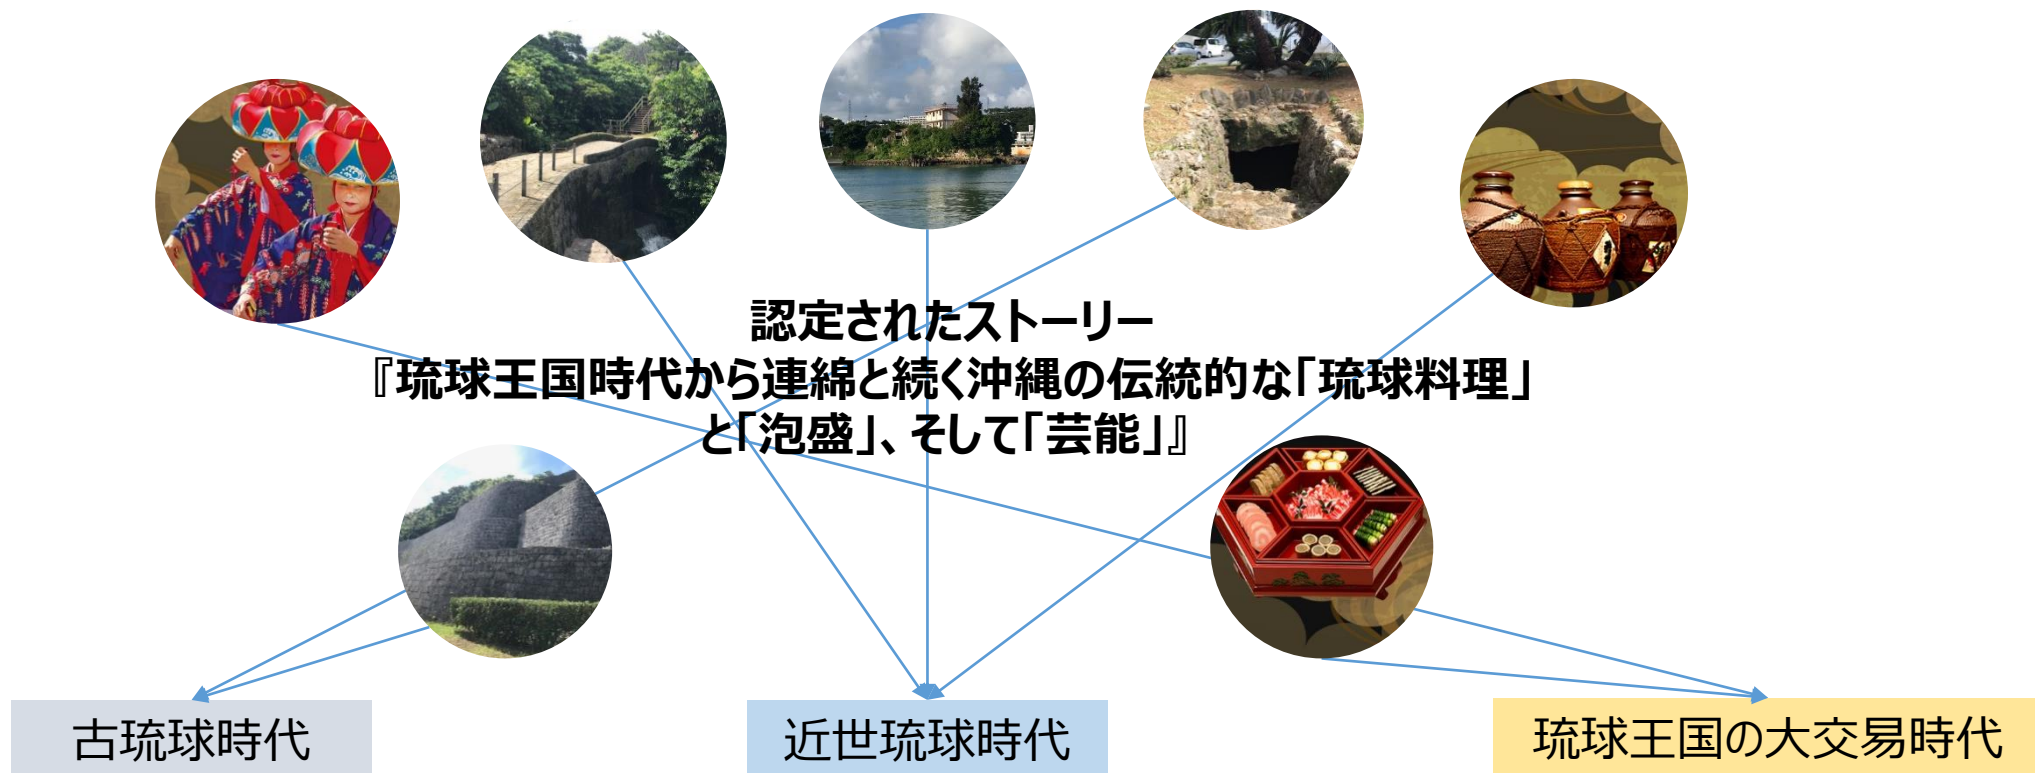 認定されたストーリー
『琉球王国時代から連綿と続く沖縄の伝統的な「琉球料理」
と「泡盛」、そして「芸能」』
古琉球時代
近世琉球時代
琉球王国の大交易時代